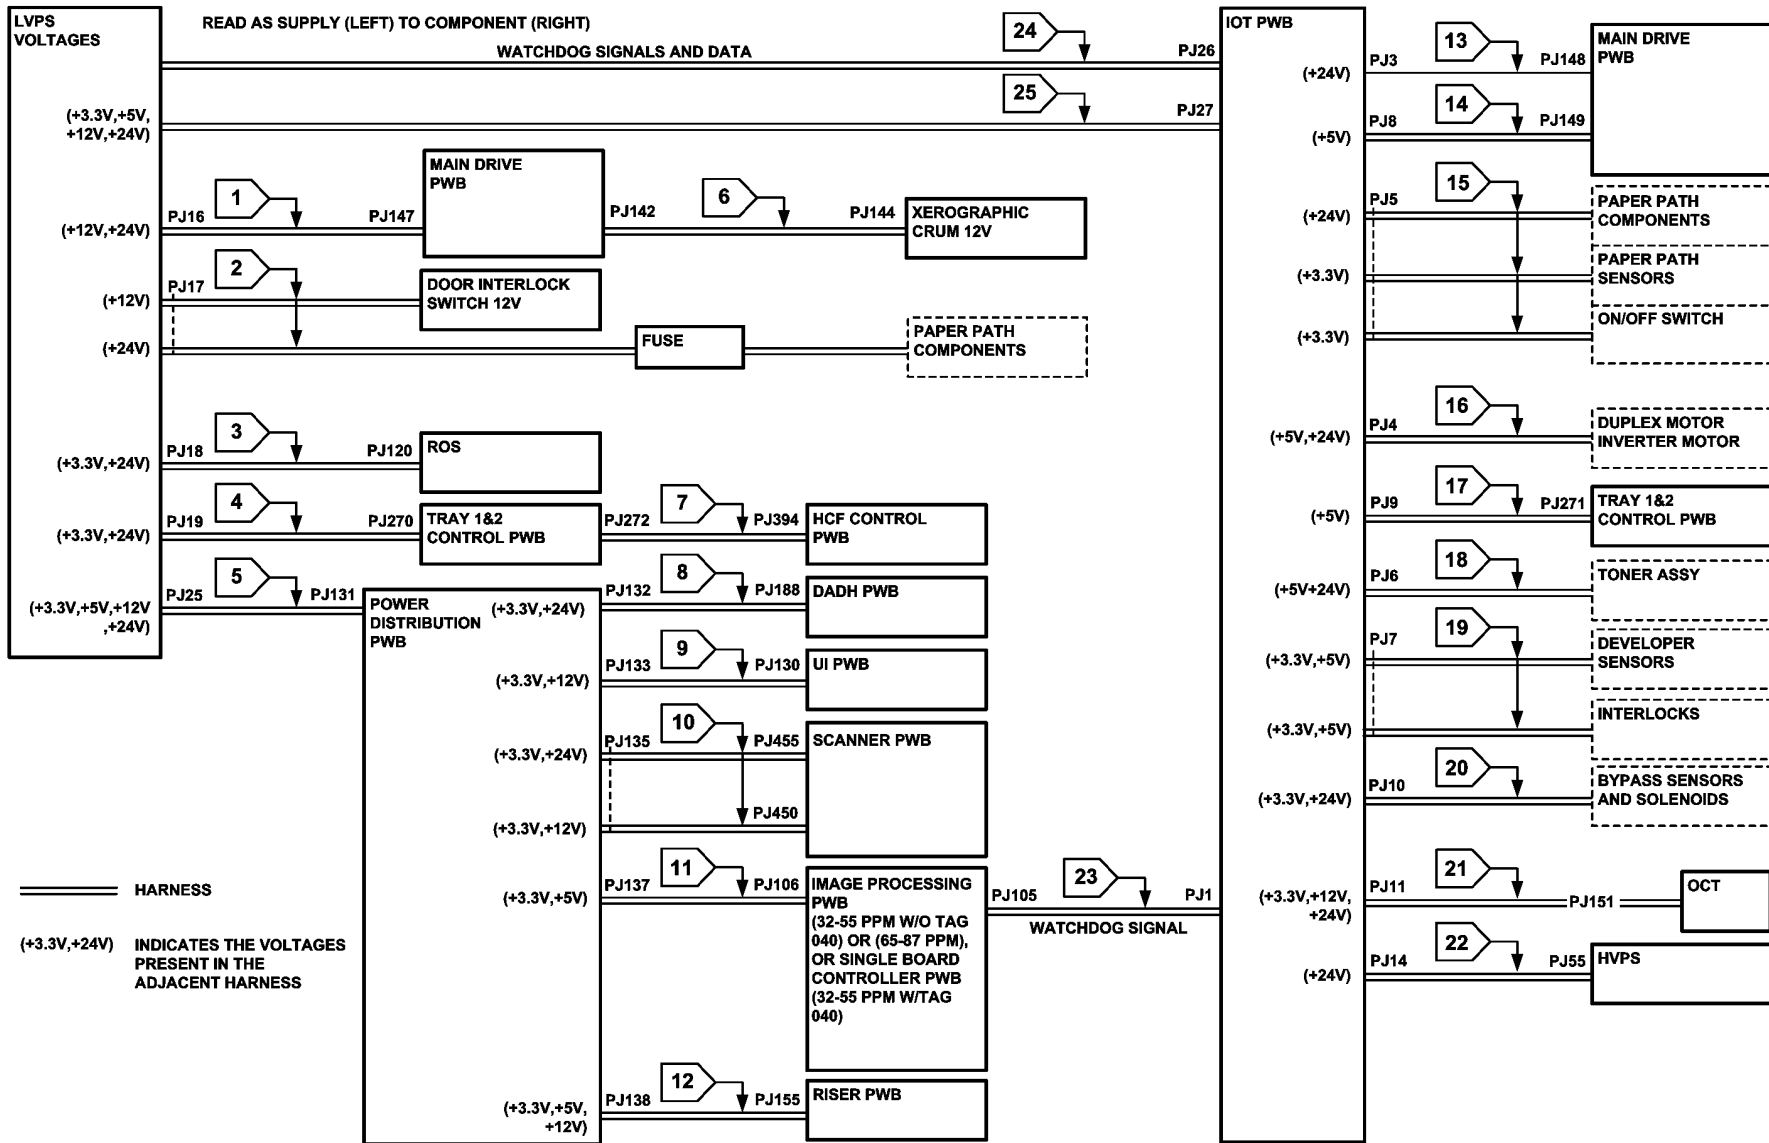 LVPS
VOLTAGES
READ AS SUPPLY (LEFT) TO COMPONENT (RIGHT)
WATCHDOG SIGNALS AND DATA
24
PJ26
25
PJ27
(+3.3V,+5V,
+12V,+24V)
1
PJ16
PJ147
(+12V,+24V)
MAIN DRIVE
PWB
PJ142
6
PJ144
XEROGRAPHIC
CRUM 12V
2
PJ17
(+12V)
DOOR INTERLOCK
SWITCH 12V
(+24V)
FUSE
PAPER PATH
COMPONENTS
3
PJ18
PJ120
(+3.3V,+24V)
ROS
4
PJ19
PJ270
(+3.3V,+24V)
TRAY 1&2
CONTROL PWB
PJ272
7
PJ394
HCF CONTROL
PWB
5
PJ25
PJ131
(+3.3V,+5V,+12V
,+24V)
POWER
DISTRIBUTION
PWB
(+3.3V,+24V)
PJ132
8
PJ188
DADH PWB
(+3.3V,+12V)
PJ133
9
PJ130
UI PWB
(+3.3V,+24V)
PJ135
10
PJ455
SCANNER PWB
(+3.3V,+12V)
PJ450
(+3.3V,+5V)
PJ137
11
PJ106
IMAGE PROCESSING
PWB
(32-55 PPM W/O TAG
040) OR (65-87 PPM),
OR SINGLE BOARD
CONTROLLER PWB
(32-55 PPM W/TAG
040)
PJ105
23
PJ1
WATCHDOG SIGNAL
(+3.3V,+5V,
+12V)
PJ138
12
PJ155
RISER PWB
HARNESS
(+3.3V,+24V)
INDICATES THE VOLTAGES
PRESENT IN THE
ADJACENT HARNESS
IOT PWB
(+24V)
PJ3
13
PJ148
MAIN DRIVE
PWB
(+5V)
PJ8
14
PJ149
(+24V)
PJ5
15
PAPER PATH
COMPONENTS
(+3.3V)
PAPER PATH
SENSORS
(+3.3V)
ON/OFF SWITCH
(+5V,+24V)
PJ4
16
DUPLEX MOTOR
INVERTER MOTOR
(+5V)
PJ9
17
PJ271
TRAY 1&2
CONTROL PWB
(+5V+24V)
PJ6
18
TONER ASSY
(+3.3V,+5V)
PJ7
19
DEVELOPER
SENSORS
(+3.3V,+5V)
INTERLOCKS
(+3.3V,+24V)
PJ10
20
BYPASS SENSORS
AND SOLENOIDS
(+3.3V,+12V,
+24V)
PJ11
21
PJ151
OCT
(+24V)
PJ14
22
PJ55
HVPS